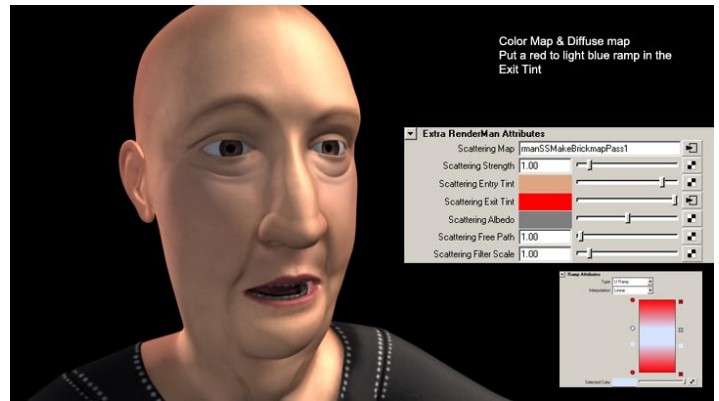 Color Map & Diffuse map
Put a red to light blue ramp in the
Exit Tint
Extra RenderMan Attributes
Scattering Map rmanSSMakeBrickmapPass1
Scattering Strength 1.00
Scattering Entry Tint
Scattering Exit Tint
Scattering Albedo
Scattering Free Path 1.00
Scattering Filter Scale 1.00
Ramp Attributes
Type U Ramp
Interpolation Linear
Selected Color